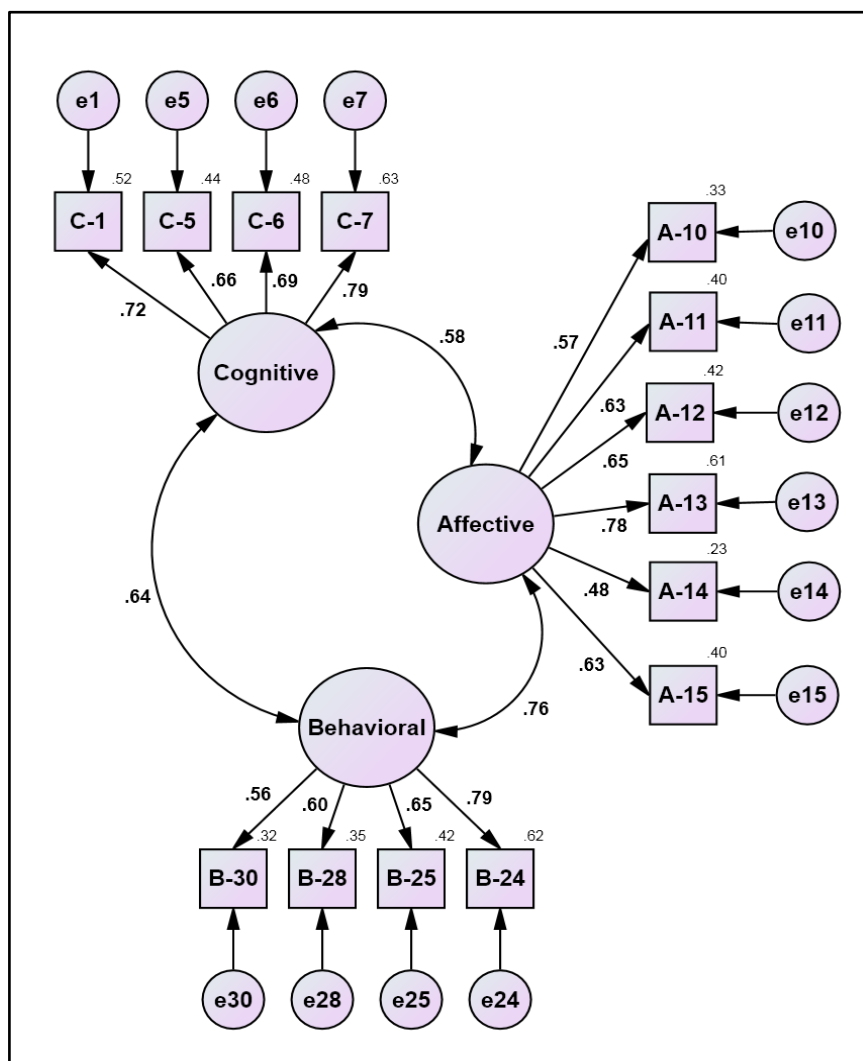 e1 e5 e6 e7
.52 .44 .48 .63
C-1 C-5 C-6 C-7
.72 .66 .69 .79
Cognitive
.58
.33
A-10 e10
.57
.40
A-11 e11
.63
.42
A-12 e12
.65
.61
A-13 e13
.78
.23
A-14 e14
.48
.40
A-15 e15
.63
Affective
.64
.76
Behavioral
.56 .60 .65 .79
.32 .35 .42 .62
B-30 B-28 B-25 B-24
e30 e28 e25 e24